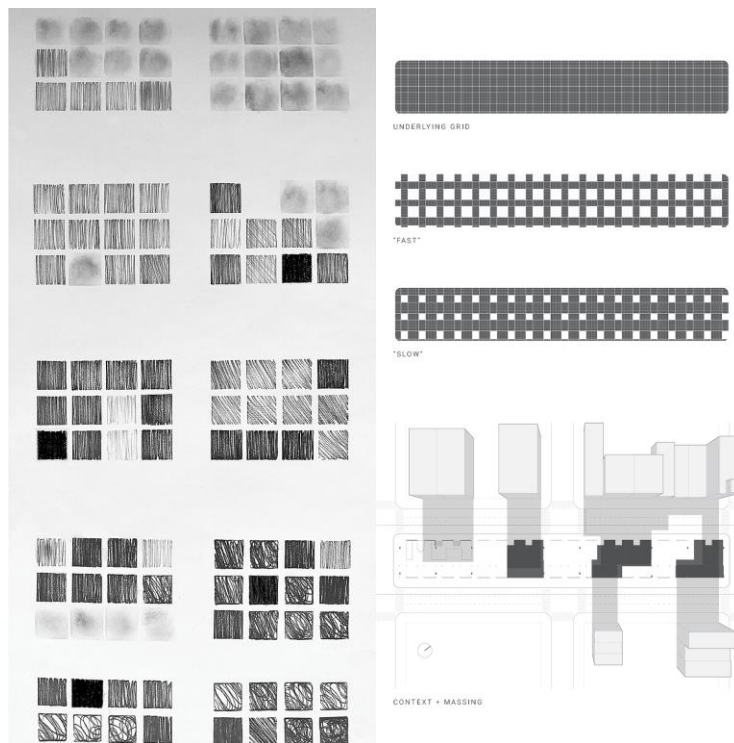 UNDERLYING GRID
"FAST"
"SLOW"
CONTEXT + MASSING